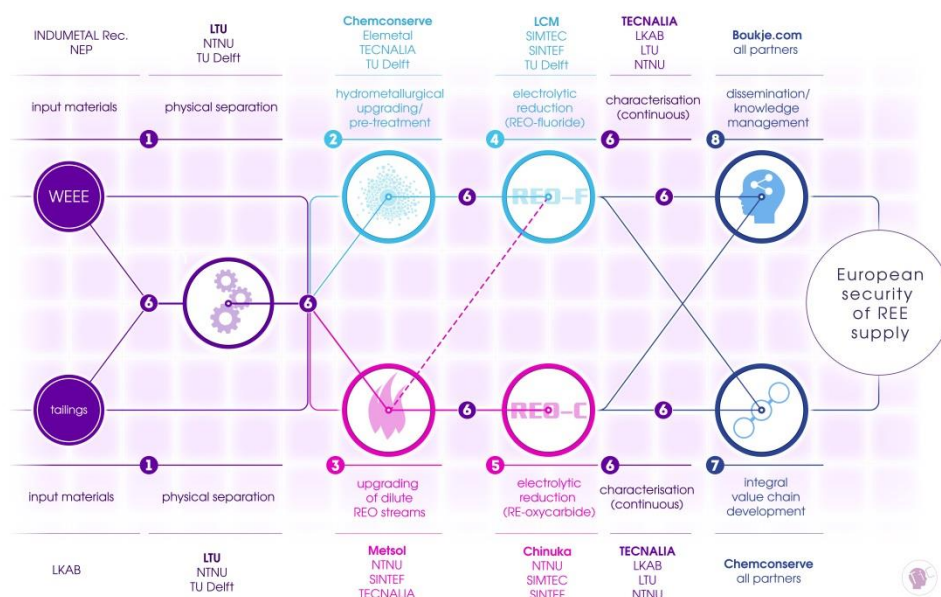 INDUMETAL Rec.
NEP
LTU
NTNU
TU Delft
Chemconserve
Elemetal
TECNALIA
TU Delft
LCM
SIMTEC
SINTEF
TU Delft
TECNALIA
LKAB
LTU
NTNU
Boukje.com
all partners
input materials
physical separation
hydrometallurgical
upgrading/
pre-treatment
electrolytic
reduction
(REO-fluoride)
characterisation
(continuous)
dissemination/
knowledge
management
1
2
4
6
8
WEEE
6
REO-F
6
6
6
European
security
of REE
supply
tailings
6
REO-C
6
1
3
5
6
7
input materials
physical separation
upgrading
of dilute
REO streams
electrolytic
reduction
(RE-oxycarbide)
characterisation
(continuous)
integral
value chain
development
LKAB
LTU
NTNU
TU Delft
Metsol
NTNU
SINTEF
TECNALIA
Chinuka
NTNU
SIMTEC
SINTEF
TECNALIA
LKAB
LTU
NTNU
Chemconserve
all partners